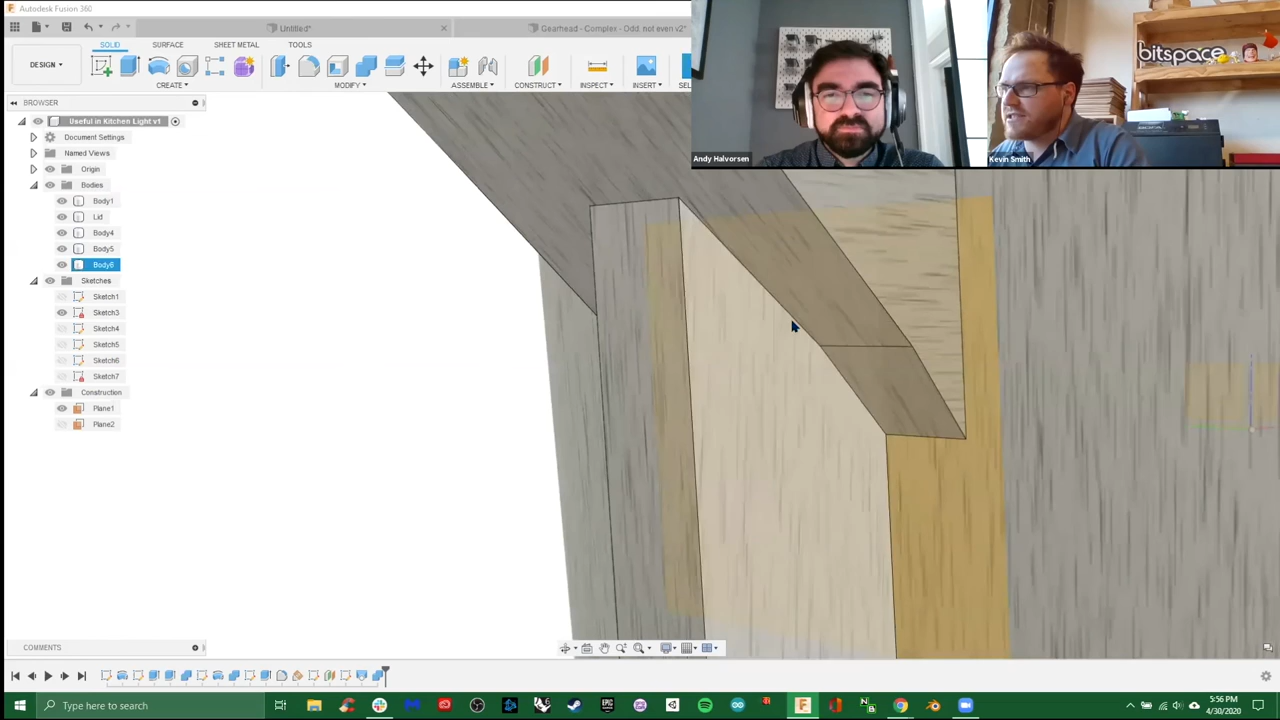 Autodesk Fusion 360
Untitled*
Gearhead - Complex - Odd, not even v2*
SOLID
SURFACE
SHEET METAL
TOOLS
DESIGN
CREATE
MODIFY
ASSEMBLE
CONSTRUCT
INSPECT
INSERT
BROWSER
Useful in Kitchen Light v1
Document Settings
Named Views
Origin
Bodies
Body1
Lid
Body4
Body5
Body6
Sketches
Sketch1
Sketch3
Sketch4
Sketch5
Sketch6
Sketch7
Construction
Plane1
Plane2
COMMENTS
bitspace
Andy Halvorsen
Kevin Smith
Type here to search
EPIC
5:56 PM
4/30/2020